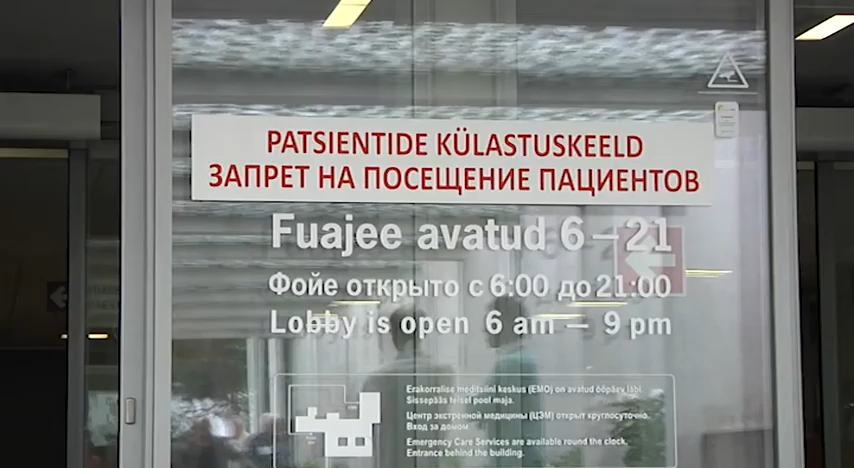 PATSIENTIDE KÜLASTUSKEELD
ЗАПРЕТ НА ПОСЕЩЕНИЕ ПАЦИЕНТОВ
Fuajee avatud 6–21
Фойе открыто с 6:00 до 21:00
Lobby is open 6 am – 9 pm
Erakorralise meditsiini keskus (EMO) on avatud ööpäev läbi.
Sissepääs teisel pool maja.
Центр экстренной медицины (ЦЭМ) открыт круглосуточно.
Вход за домом.
Emergency Care Services are available round the clock.
Entrance behind the building.